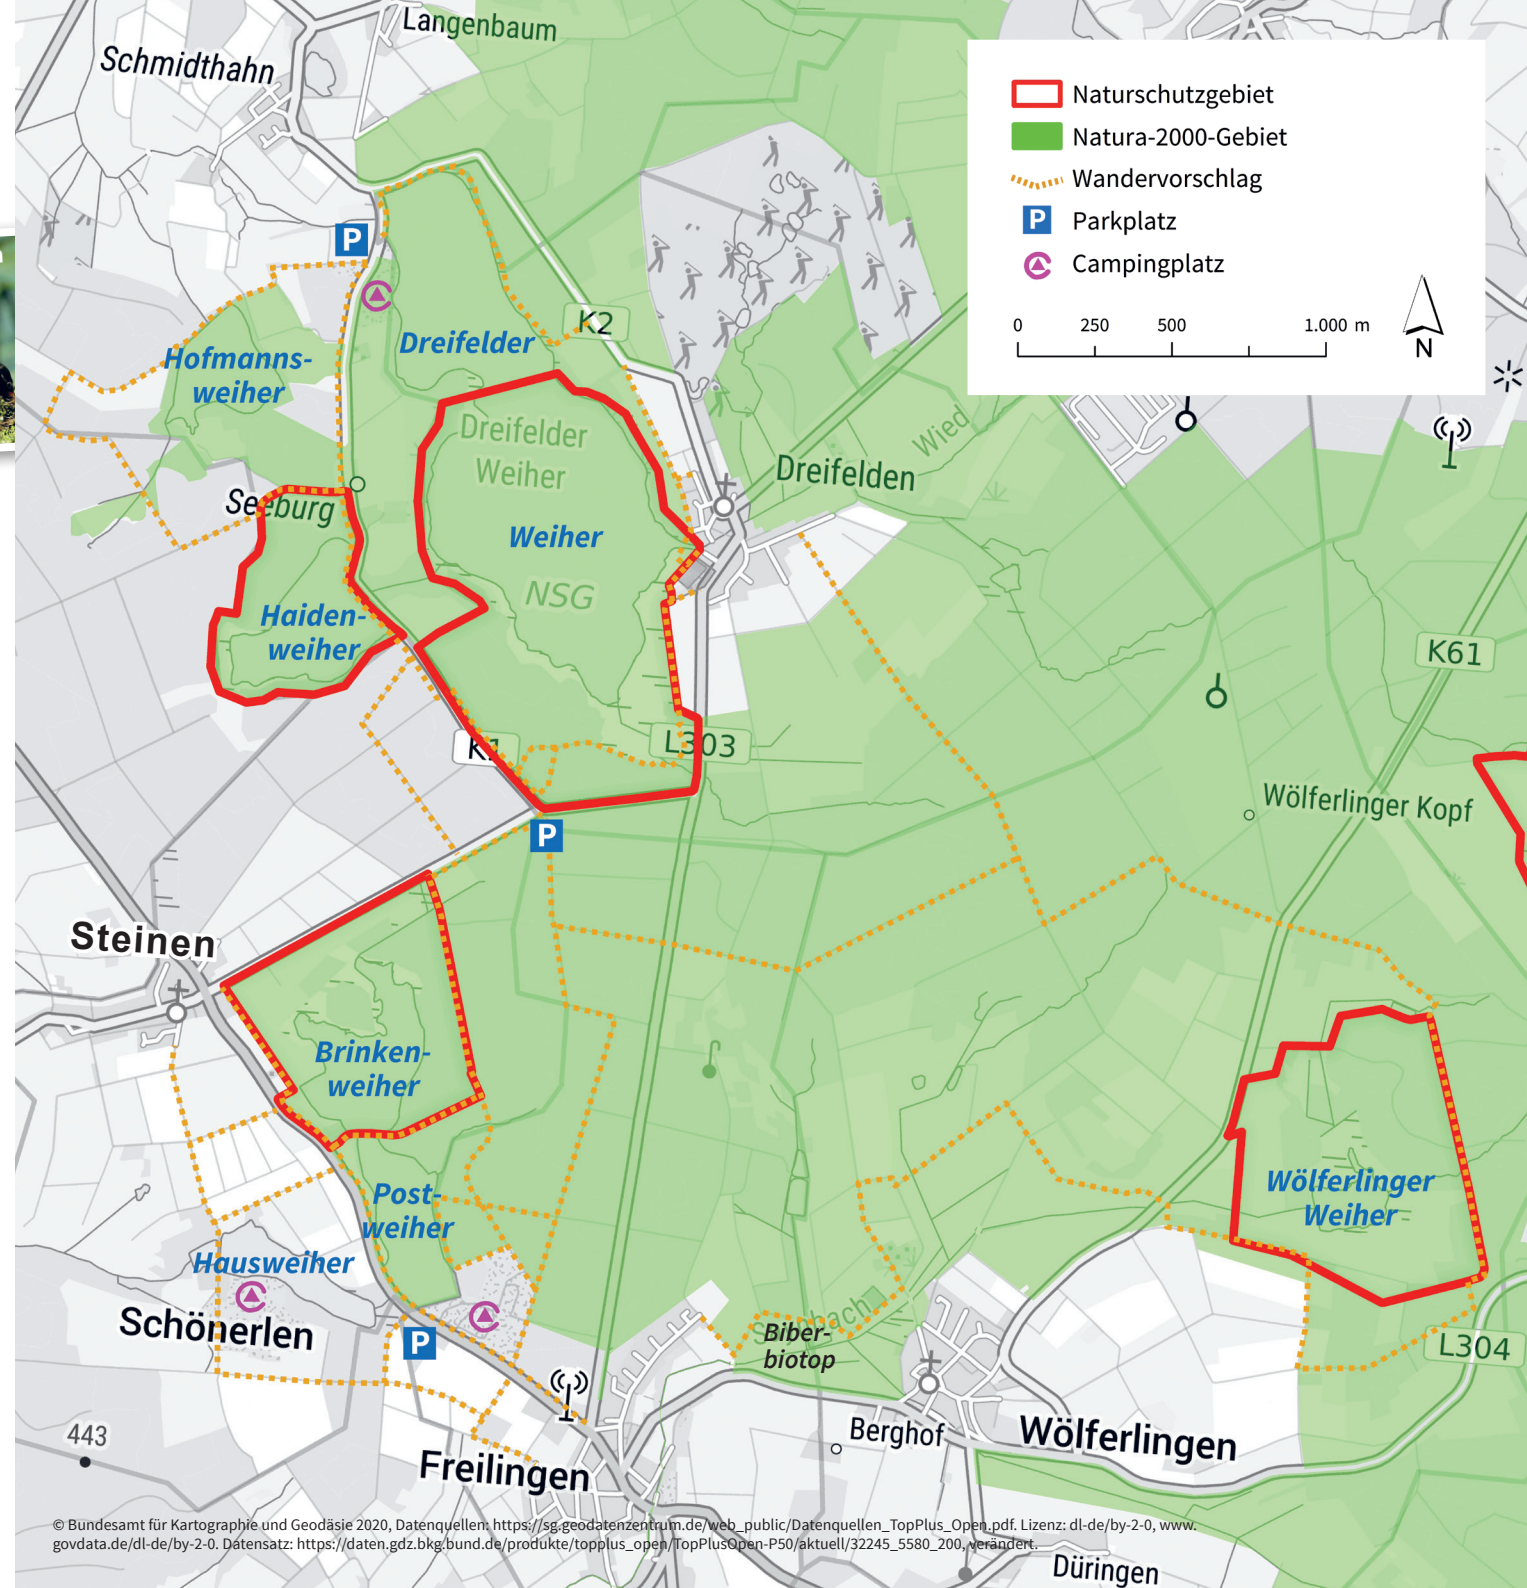 Langenbaum
Schmidthahn
Naturschutzgebiet
Natura-2000-Gebiet
Wandervorschlag
P Parkplatz
Campingplatz
0 250 500 1.000 m
N
P
K2
Dreifelder
Hofmanns-
weiher
Dreifelder
Weiher
Wied
Dreifelden
Seeburg
Weiher
NSG
Haiden-
weiher
K61
K1
L303
Wölferlinger Kopf
P
Steinen
Brinken-
weiher
Post-
weiher
Wölferlinger
Weiher
Hausweiher
Schönerlen
P
Biber-
biotop
bach
L304
443
Berghof
Wölferlingen
Freilingen
© Bundesamt für Kartographie und Geodäsie 2020, Datenquellen: https://sg.geodatenzentrum.de/web_public/Datenquellen_TopPlus_Open.pdf. Lizenz: dl-de/by-2-0, www.
govdata.de/dl-de/by-2-0. Datensatz: https://daten.gdz.bkg.bund.de/produkte/topplus_open/TopPlusOpen-P50/aktuell/32245_5580_200, verändert.
Düringen